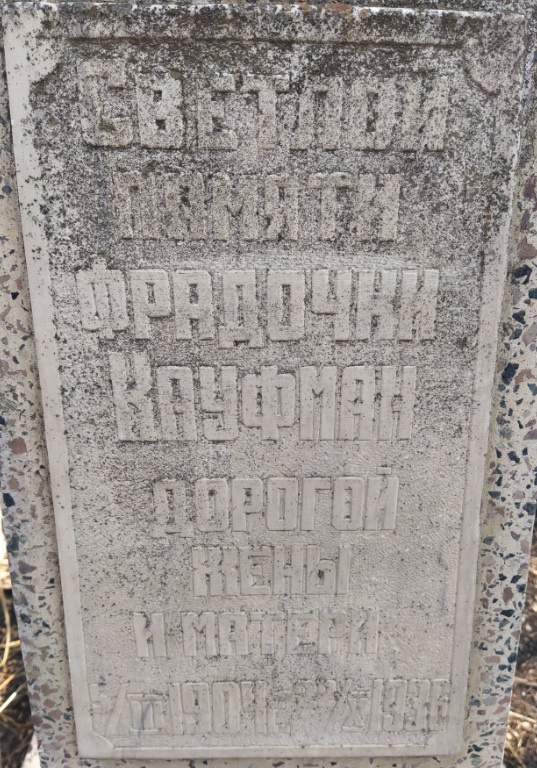 СВЕТЛОЙ
ПАМЯТИ
ФРАДОЧКИ
КАУФМАН
ДОРОГОЙ
ЖЕНЫ
И МАТЕРИ